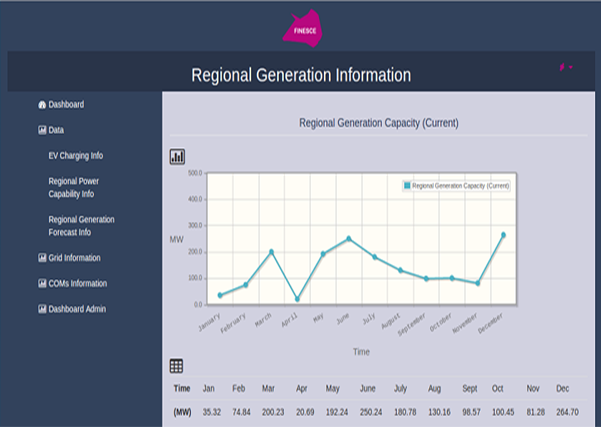 FINESCE
Regional Generation Information
Dashboard
Data
EV Charging Info
Regional Power
Capability Info
Regional Generation
Forecast Info
Grid Information
COMs Information
Dashboard Admin
Regional Generation Capacity (Current)
Regional Generation Capacity (Current)
500.0
400.0
300.0
200.0
100.0
0.0
MW
January February March April May June July August September October November December
Time
Time Jan Feb Mar Apr May June July Aug Sept Oct Nov Dec
(MW) 35.32 74.84 200.23 20.69 192.24 250.24 180.78 130.16 98.57 100.45 81.28 264.70